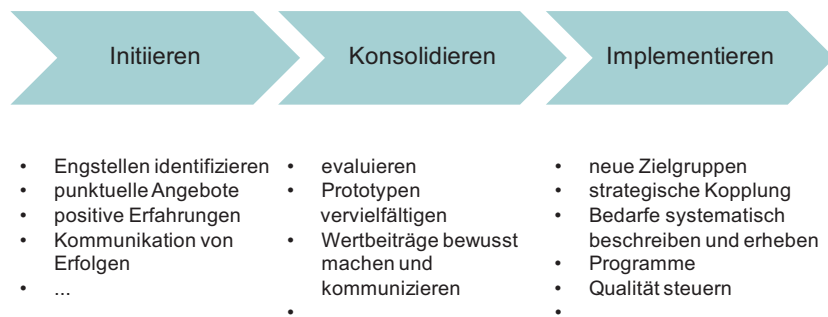 Initiieren
Konsolidieren
Implementieren
• Engstellen identifizieren
• punktuelle Angebote
• positive Erfahrungen
• Kommunikation von
Erfolgen
• ...
• evaluieren
• Prototypen
vervielfältigen
• Wertbeiträge bewusst
machen und
kommunizieren
•
• neue Zielgruppen
• strategische Kopplung
• Bedarfe systematisch
beschreiben und erheben
• Programme
• Qualität steuern
•